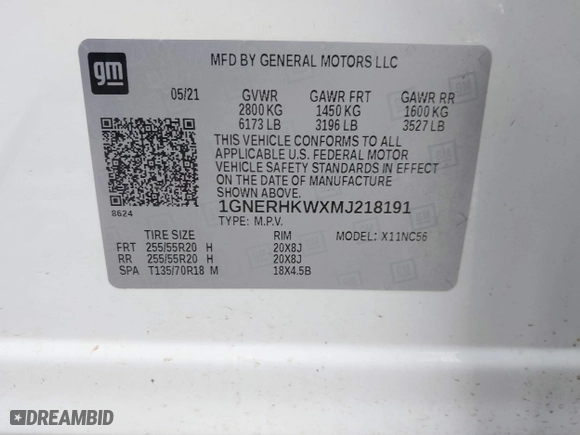 gm
MFD BY GENERAL MOTORS LLC
05/21 GVWR GAWR FRT GAWR RR
2800 KG 1450 KG 1600 KG
6173 LB 3196 LB 3527 LB
THIS VEHICLE CONFORMS TO ALL
APPLICABLE U.S. FEDERAL MOTOR
VEHICLE SAFETY STANDARDS IN EFFECT
ON THE DATE OF MANUFACTURE
SHOWN ABOVE.
8624
1GNERHKWXMJ218191
TYPE: M.P.V.
TIRE SIZE RIM MODEL: X11NC56
FRT 255/55R20 H 20X8J
RR 255/55R20 H 20X8J
SPA T135/70R18 M 18X4.5B
DREAMBID